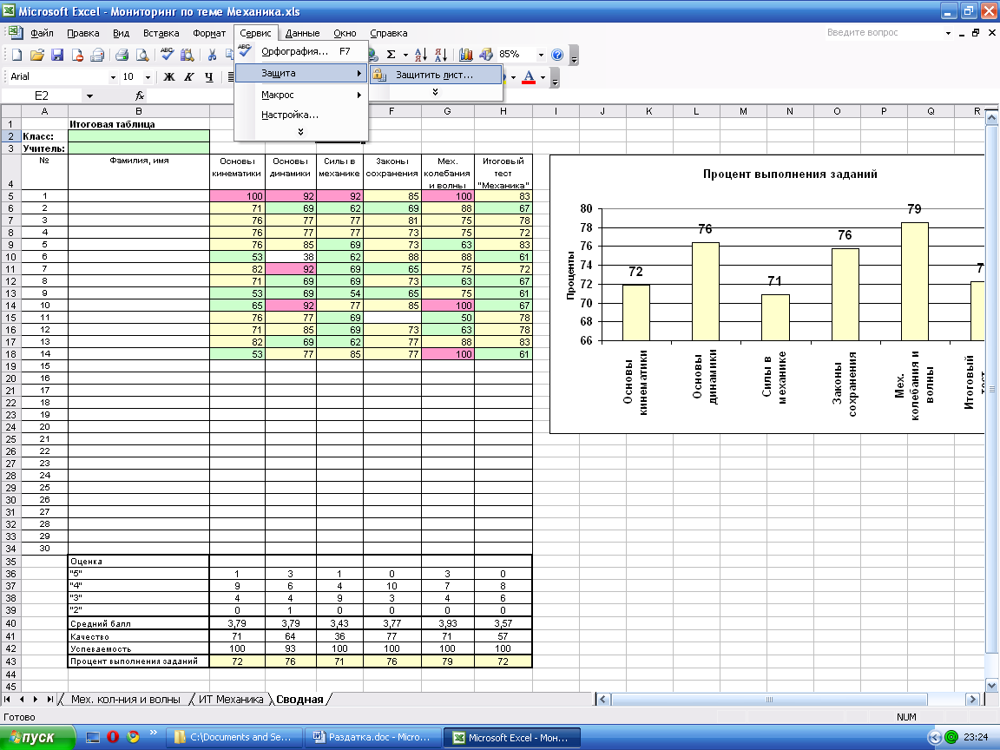 Microsoft Excel - Мониторинг по теме Механика.xls
Файл Правка Вид Вставка Формат Сервис Данные Окно Справка Введите вопрос
Орфография... F7
85%
Защита
Защитить лист...
Arial 10 Ж К Ч
Макрос
Настройка...
E2 fx
A B F G H I J K L M N O P Q R
1 Итоговая таблица
2 Класс:
3 Учитель:
4 № Фамилия, имя Основы кинематики Основы динамики Силы в механике Законы сохранения Мех. колебания и волны Итоговый тест "Механика"
5 1 100 92 92 85 100 83
6 2 71 69 62 69 88 67
7 3 76 77 77 81 75 78
8 4 76 77 77 73 75 72
9 5 76 85 69 73 63 83
10 6 53 38 62 88 88 61
11 7 82 92 69 65 75 72
12 8 71 69 69 73 63 67
13 9 53 69 54 65 75 61
14 10 65 92 77 85 100 67
15 11 76 77 69 50 78
16 12 71 85 69 73 63 78
17 13 82 69 62 77 88 83
18 14 53 77 85 77 100 61
19 15
20 16
21 17
22 18
23 19
24 20
25 21
26 22
27 23
28 24
29 25
30 26
31 27
32 28
33 29
34 30
35 Оценка
36 "5" 1 3 1 0 3 0
37 "4" 9 6 4 10 7 8
38 "3" 4 4 9 3 4 6
39 "2" 0 1 0 0 0 0
40 Средний балл 3,79 3,79 3,43 3,77 3,93 3,57
41 Качество 71 64 36 77 71 57
42 Успеваемость 100 93 100 100 100 100
43 Процент выполнения заданий 72 76 71 76 79 72
44
45
Процент выполнения заданий
Проценты
80
78
76
74
72
70
68
66
72 76 71 76 79 7
Основы кинематики
Основы динамики
Силы в механике
Законы сохранения
Мех. колебания и волны
Итоговый
Мех. кол-ния и волны ИТ Механика Сводная
Готово NUM
пуск C:\Documents and Se... Раздатка.doc - Micro... Microsoft Excel - Мон... 23:24